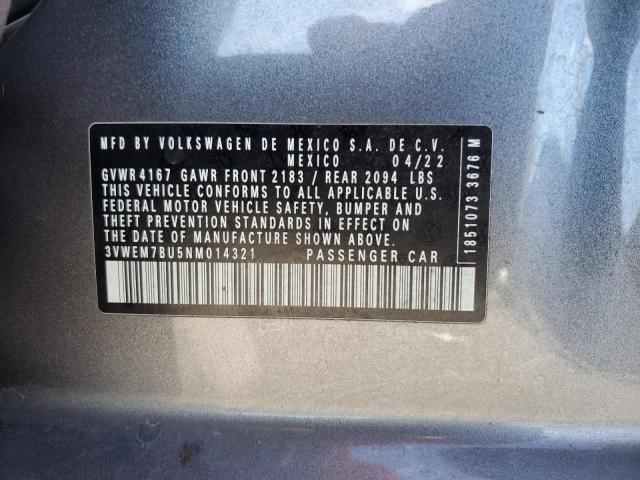 MFD BY VOLKSWAGEN DE MEXICO S.A. DE C.V.
MEXICO 04/22
GVWR4167 GAWR FRONT 2183 / REAR 2094 LBS
THIS VEHICLE CONFORMS TO ALL APPLICABLE U.S.
FEDERAL MOTOR VEHICLE SAFETY, BUMPER AND
THEFT PREVENTION STANDARDS IN EFFECT ON
THE DATE OF MANUFACTURE SHOWN ABOVE.
3VWEM7BU5NM014321 PASSENGER CAR
1851073 3676 M